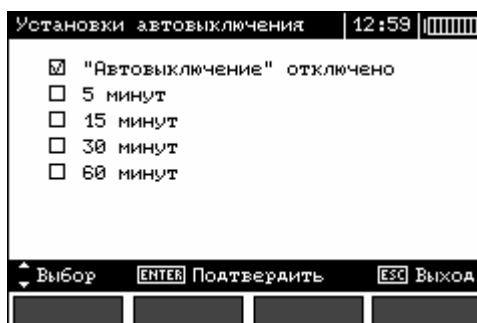 Установки автовыключения 12:59
"Автовыключение" отключено
5 минут
15 минут
30 минут
60 минут
Выбор ENTER Подтвердить ESC Выход